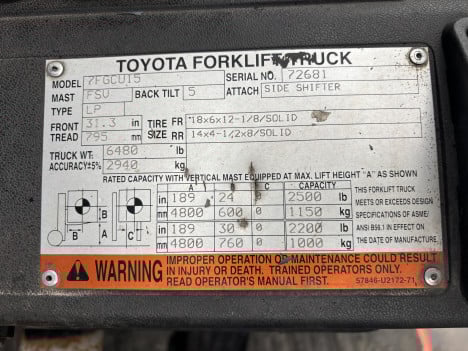 TOYOTA FORKLIFT TRUCK
MODEL 7FGCU15 SERIAL NO. 72681
MAST FSV BACK TILT 5 ATTACH SIDE SHIFTER
TYPE LP
FRONT TREAD 31.3 in TIRE SIZE FR 18x6x12-1/8/SOLID
795 mm RR 14x4-1/2x8/SOLID
TRUCK WT. 6480 lb
ACCURACY±5% 2940 kg
RATED CAPACITY WITH VERTICAL MAST EQUIPPED AT MAX. LIFT HEIGHT "A" AS SHOWN
A B C CAPACITY
in 189 24 0 2500 lb
mm 4800 600 0 1150 kg
in 189 30 0 2200 lb
mm 4800 760 0 1000 kg
B A B C
THIS FORKLIFT TRUCK
MEETS OR EXCEEDS DESIGN
SPECIFICATIONS OF ASME/
ANSI B56.1 IN EFFECT ON
THE DATE OF MANUFACTURE.
WARNING
IMPROPER OPERATION OR MAINTENANCE COULD RESULT
IN INJURY OR DEATH. TRAINED OPERATORS ONLY.
READ OPERATOR'S MANUAL FIRST.
57846-U2172-71